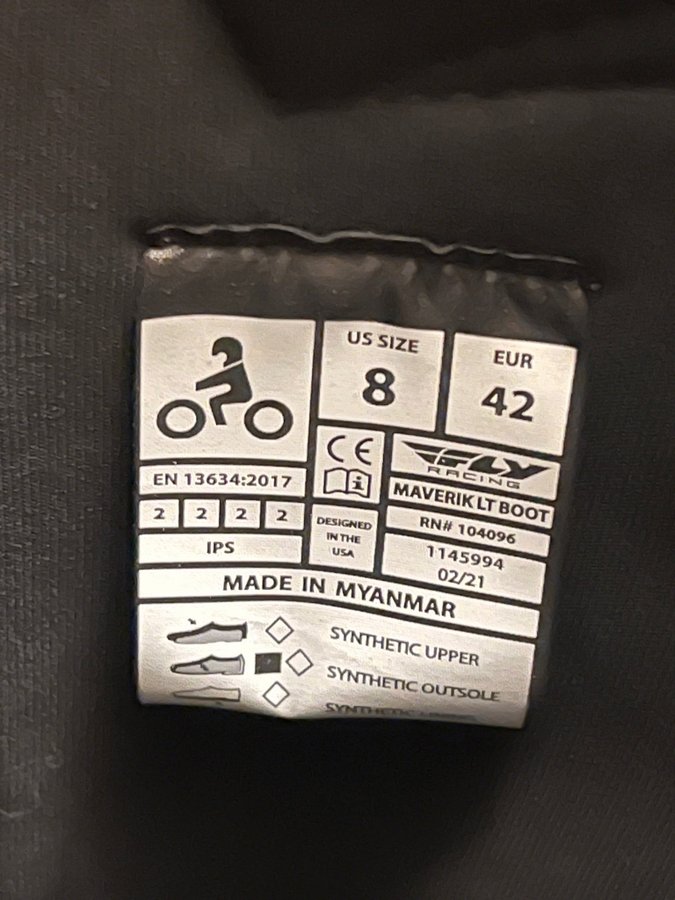 US SIZE
8
EUR
42
CE
i
FLY
RACING
EN 13634:2017
MAVERIK LT BOOT
2 2 2 2
DESIGNED
IN THE
USA
RN# 104096
IPS
1145994
02/21
MADE IN MYANMAR
SYNTHETIC UPPER
SYNTHETIC OUTSOLE
SYNTHETIC